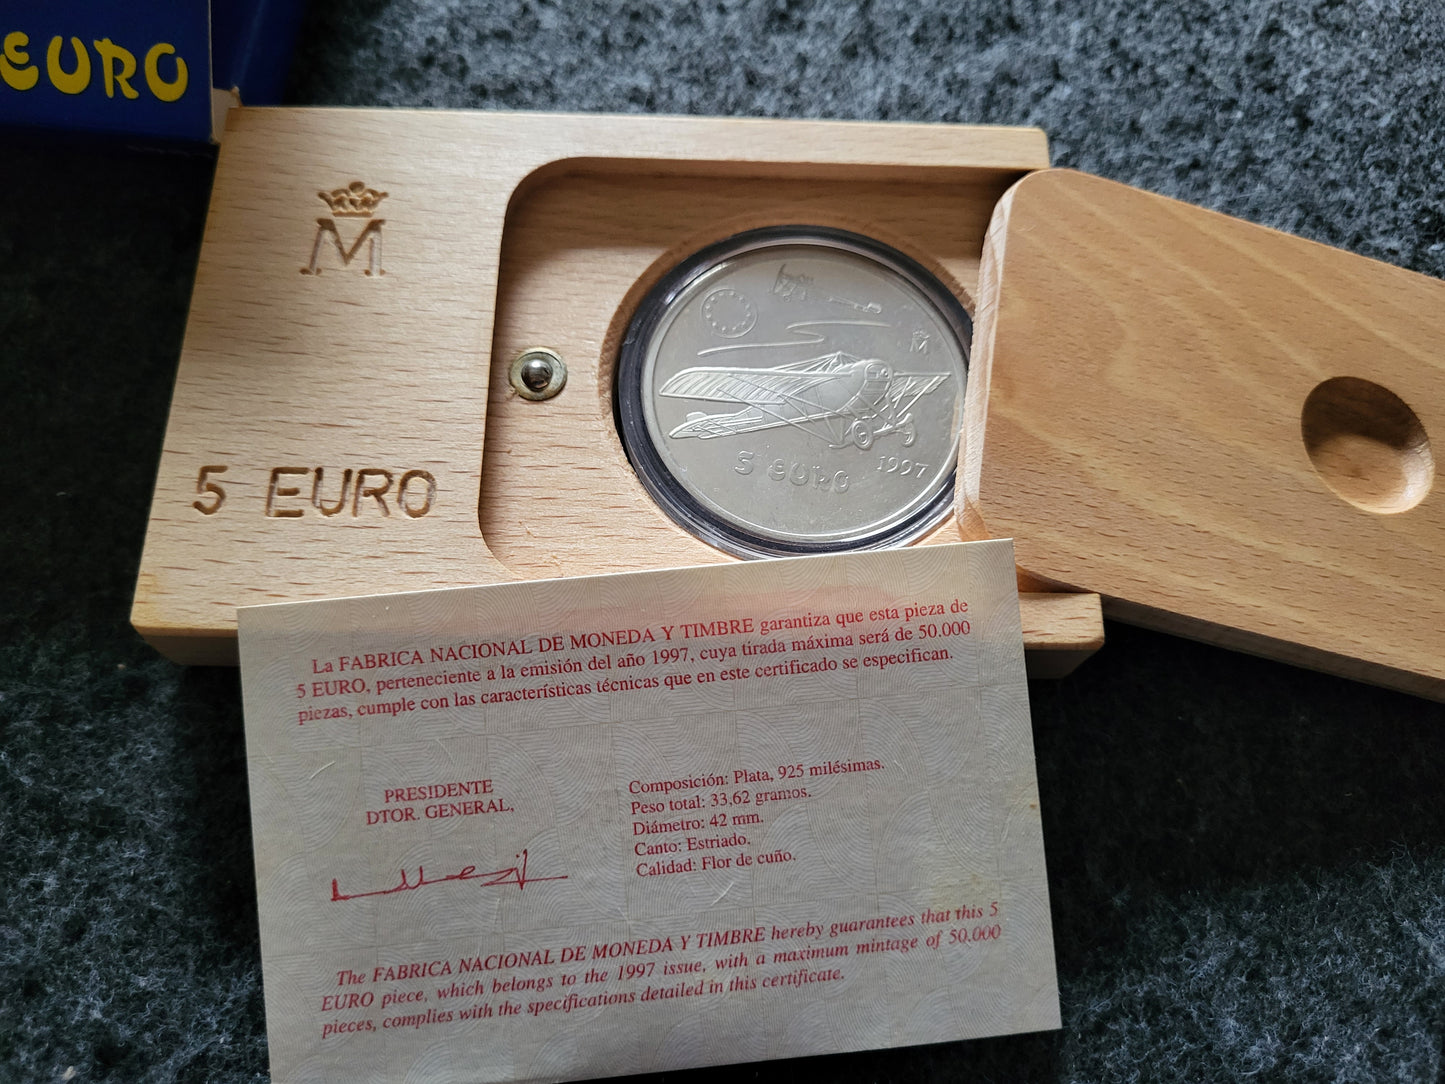 EURO
M
5 EURO
M
5 euro 1997
La FABRICA NACIONAL DE MONEDA Y TIMBRE garantiza que esta pieza de
5 EURO, perteneciente a la emisión del año 1997, cuya tirada máxima será de 50.000
piezas, cumple con las características técnicas que en este certificado se especifican.
PRESIDENTE
DTOR. GENERAL,
Composición: Plata, 925 milésimas.
Peso total: 33,62 gramos.
Diámetro: 42 mm.
Canto: Estriado.
Calidad: Flor de cuño.
The FABRICA NACIONAL DE MONEDA Y TIMBRE hereby guarantees that this 5
EURO piece, which belongs to the 1997 issue, with a maximum mintage of 50.000
pieces, complies with the specifications detailed in this certificate.